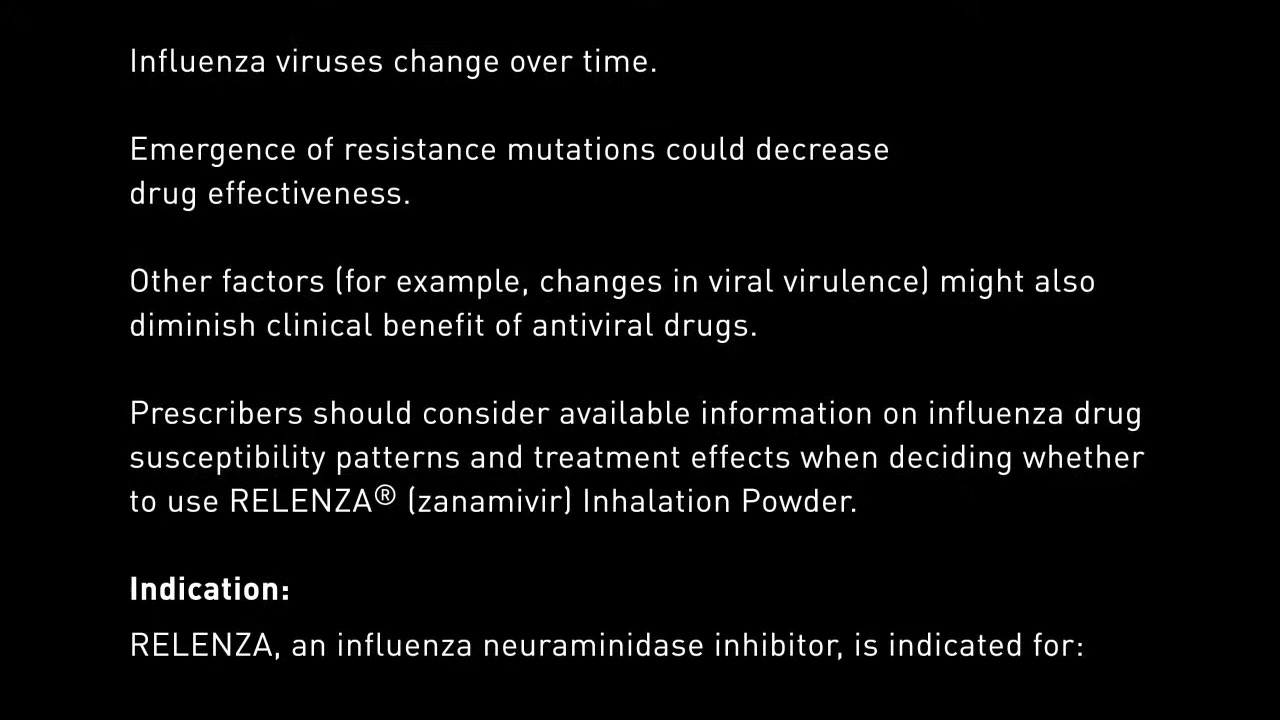 Influenza viruses change over time.
Emergence of resistance mutations could decrease
drug effectiveness.
Other factors (for example, changes in viral virulence) might also
diminish clinical benefit of antiviral drugs.
Prescribers should consider available information on influenza drug
susceptibility patterns and treatment effects when deciding whether
to use RELENZA® (zanamivir) Inhalation Powder.
Indication:
RELENZA, an influenza neuraminidase inhibitor, is indicated for: